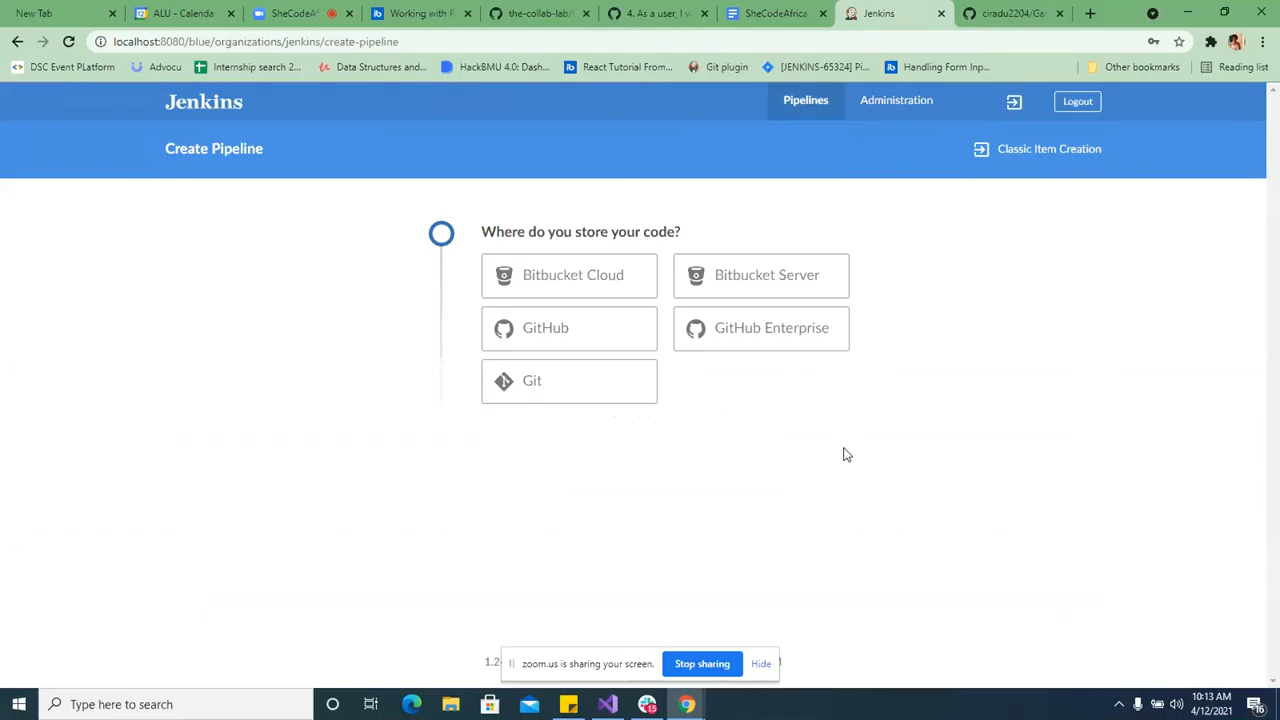 New Tab
ALU - Calenda
SheCodeAf
Working with R
the-collab-lab/
4. As a user, I w
SheCodeAfrica
Jenkins
ciradu2204/Gar
localhost:8080/blue/organizations/jenkins/create-pipeline
DSC Event PLatform
Advocu
Internship search 2...
Data Structures and...
HackBMU 4.0: Dash...
React Tutorial From...
Git plugin
[JENKINS-65324] Pi...
Handling Form Inp...
Other bookmarks
Reading list
Jenkins
Pipelines
Administration
Logout
Create Pipeline
Classic Item Creation
Where do you store your code?
Bitbucket Cloud
Bitbucket Server
GitHub
GitHub Enterprise
Git
zoom.us is sharing your screen.
Stop sharing
Hide
Type here to search
10:13 AM
4/12/2021